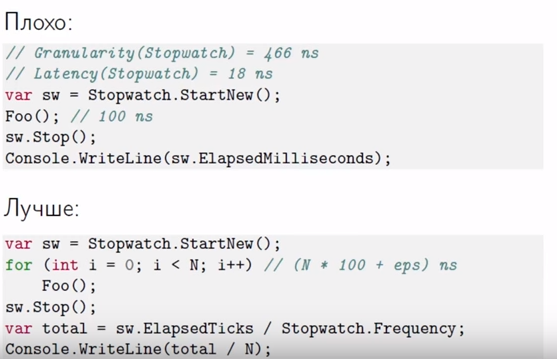 Плохо:
// Granularity(Stopwatch) = 466 ns
// Latency(Stopwatch) = 18 ns
var sw = Stopwatch.StartNew();
Foo(); // 100 ns
sw.Stop();
Console.WriteLine(sw.ElapsedMilliseconds);
Лучше:
var sw = Stopwatch.StartNew();
for (int i = 0; i < N; i++) // (N * 100 + eps) ns
    Foo();
sw.Stop();
var total = sw.ElapsedTicks / Stopwatch.Frequency;
Console.WriteLine(total / N);